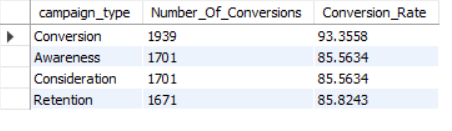 campaign_type Number_Of_Conversions Conversion_Rate
Conversion 1939 93.3558
Awareness 1701 85.5634
Consideration 1701 85.5634
Retention 1671 85.8243